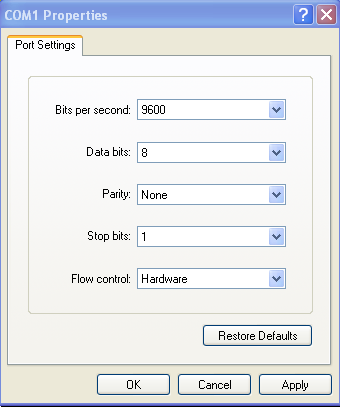 COM1 Properties
Port Settings
Bits per second: 9600
Data bits: 8
Parity: None
Stop bits: 1
Flow control: Hardware
Restore Defaults
OK Cancel Apply